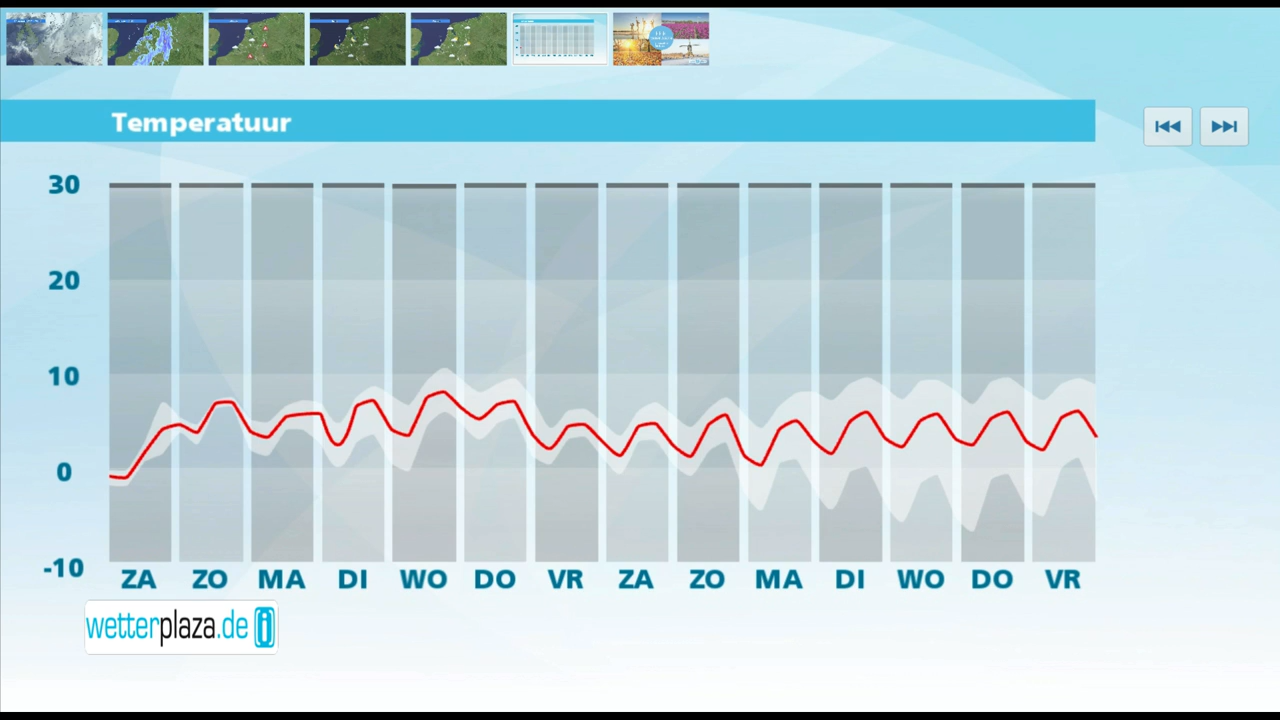 Temperatuur
30
20
10
0
-10
ZA ZO MA DI WO DO VR ZA ZO MA DI WO DO VR
wetterplaza.de i